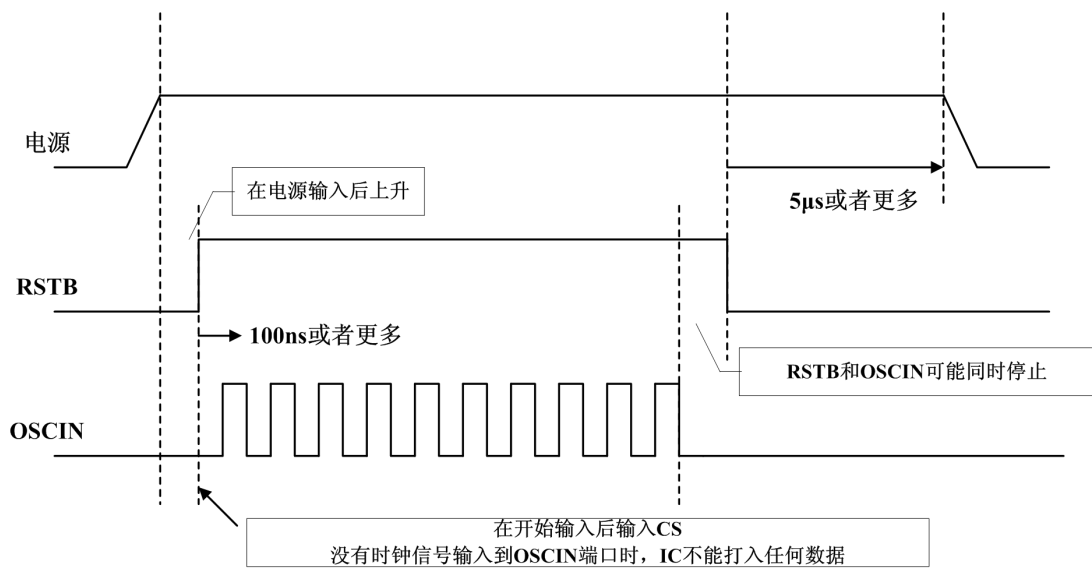 电源
在电源输入后上升
5μs或者更多
RSTB
100ns或者更多
RSTB和OSCIN可能同时停止
OSCIN
在开始输入后输入CS
没有时钟信号输入到OSCIN端口时，IC不能打入任何数据